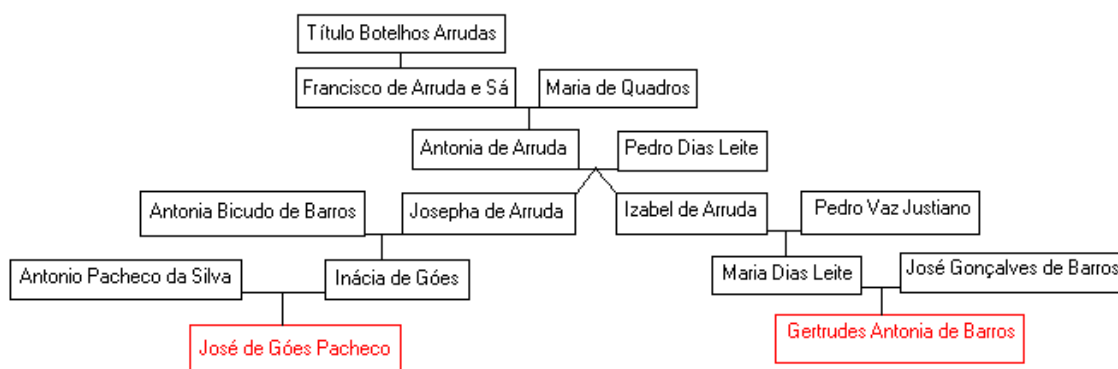 Título Botelhos Arrudas
Francisco de Arruda e Sá
Maria de Quadros
Antonia de Arruda
Pedro Dias Leite
Antonia Bicudo de Barros
Josepha de Arruda
Izabel de Arruda
Pedro Vaz Justiano
Antonio Pacheco da Silva
Inácia de Góes
Maria Dias Leite
José Gonçalves de Barros
José de Góes Pacheco
Gertrudes Antonia de Barros